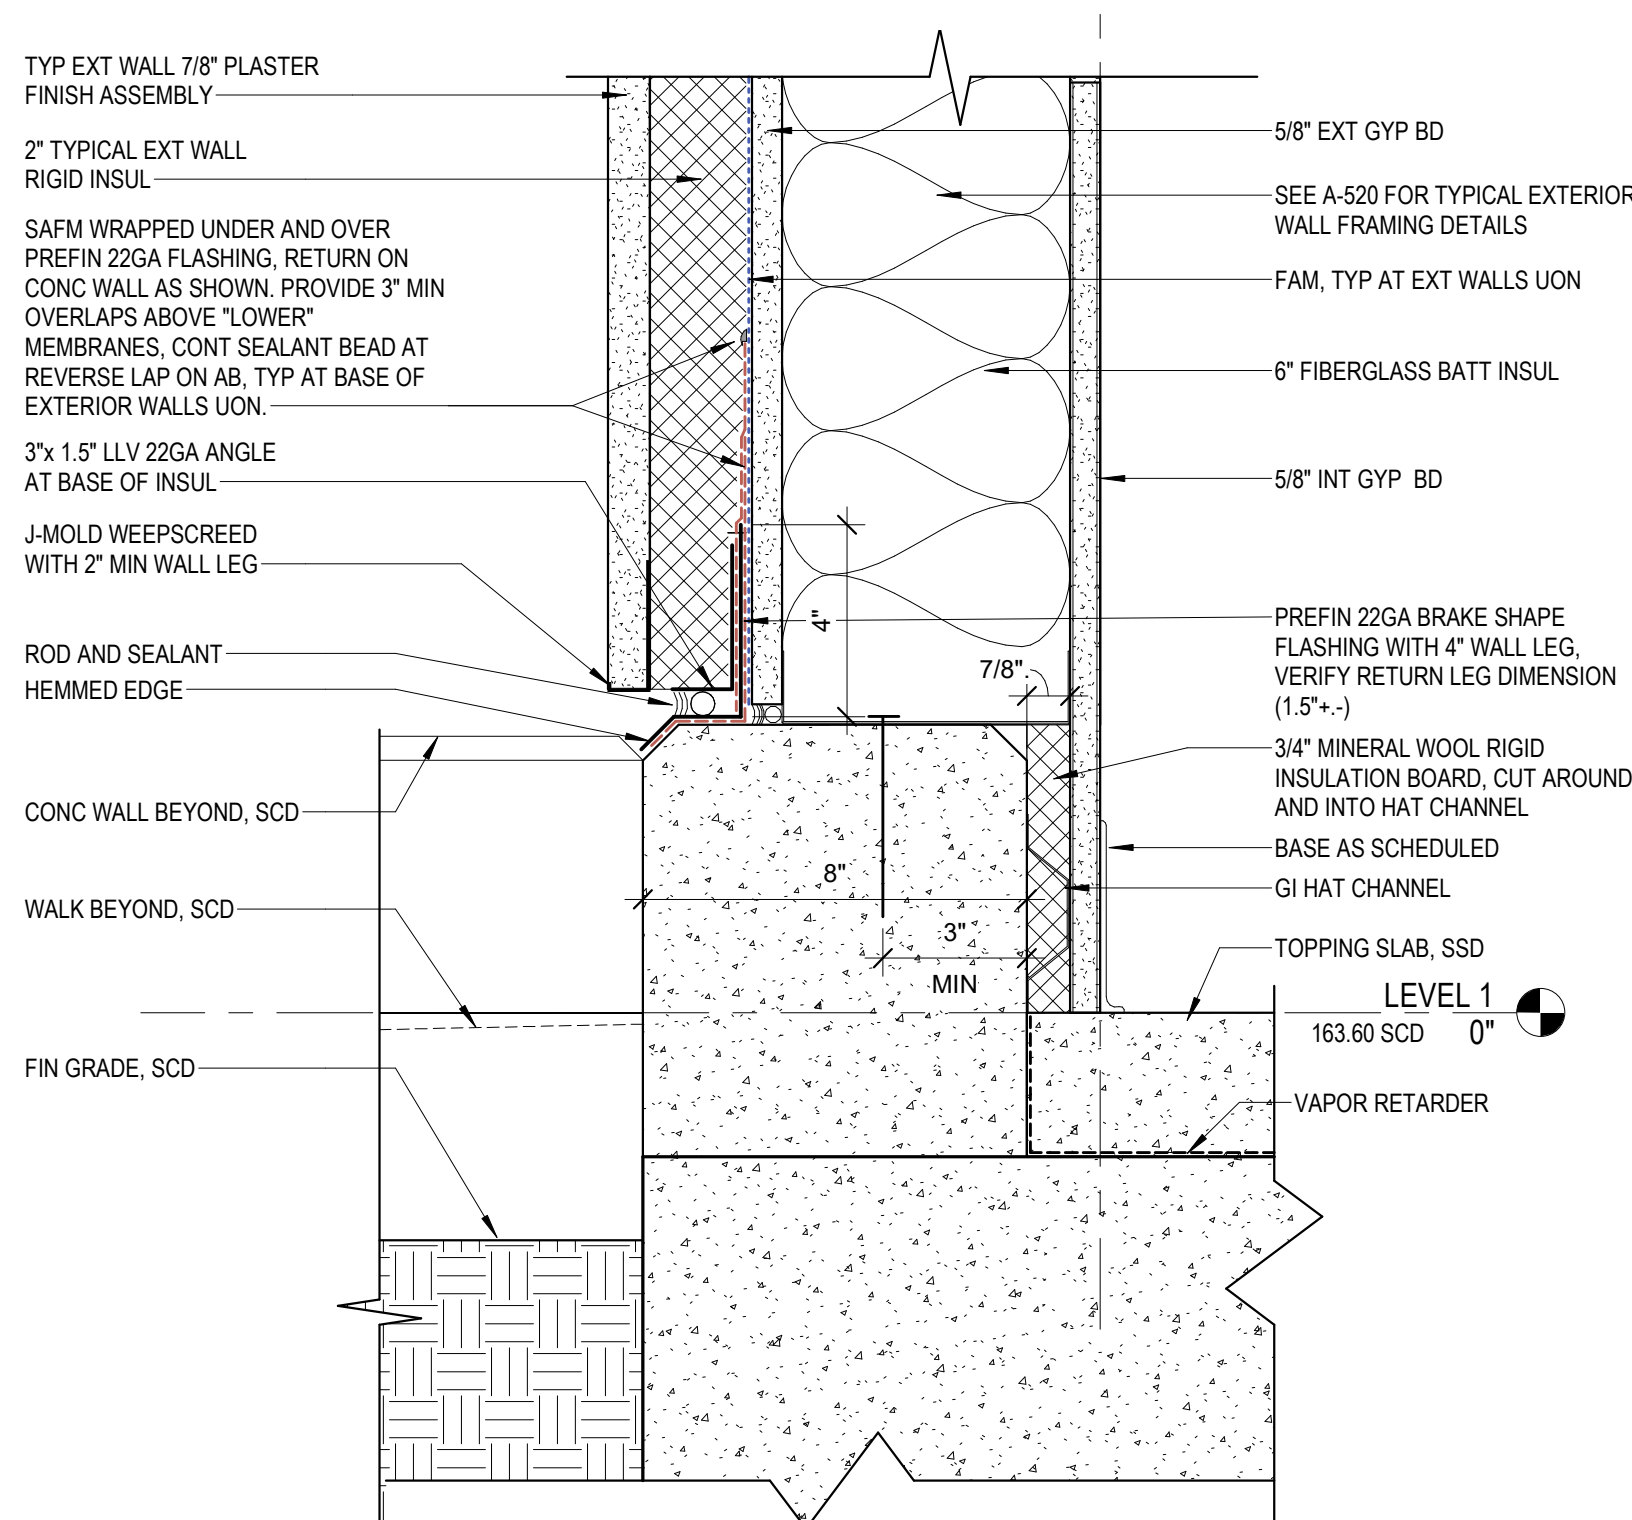 TYP EXT WALL 7/8" PLASTER
FINISH ASSEMBLY
2" TYPICAL EXT WALL
RIGID INSUL
SAFM WRAPPED UNDER AND OVER
PREFIN 22GA FLASHING, RETURN ON
CONC WALL AS SHOWN. PROVIDE 3" MIN
OVERLAPS ABOVE "LOWER"
MEMBRANES, CONT SEALANT BEAD AT
REVERSE LAP ON AB, TYP AT BASE OF
EXTERIOR WALLS UON.
3"x 1.5" LLV 22GA ANGLE
AT BASE OF INSUL
J-MOLD WEEPSCREED
WITH 2" MIN WALL LEG
ROD AND SEALANT
HEMMED EDGE
CONC WALL BEYOND, SCD
WALK BEYOND, SCD
FIN GRADE, SCD
4"
7/8".
8"
3"
MIN
5/8" EXT GYP BD
SEE A-520 FOR TYPICAL EXTERIOR
WALL FRAMING DETAILS
FAM, TYP AT EXT WALLS UON
6" FIBERGLASS BATT INSUL
5/8" INT GYP  BD
PREFIN 22GA BRAKE SHAPE
FLASHING WITH 4" WALL LEG,
VERIFY RETURN LEG DIMENSION
(1.5"+.-)
3/4" MINERAL WOOL RIGID
INSULATION BOARD, CUT AROUND
AND INTO HAT CHANNEL
BASE AS SCHEDULED
GI HAT CHANNEL
TOPPING SLAB, SSD
LEVEL 1
163.60 SCD 0"
VAPOR RETARDER